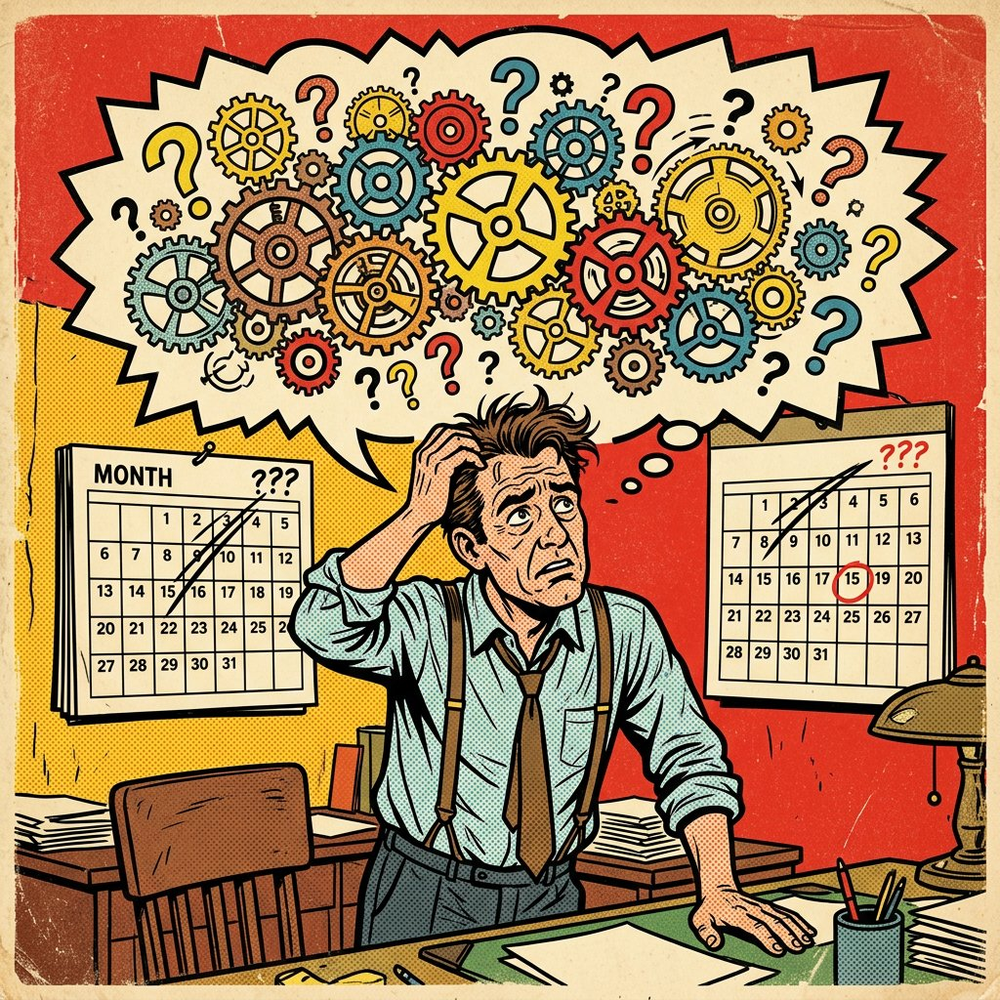 ? ? ? ? ? ?
? ?
? ?
? ? ? ? ? ?
MONTH ???
1 2 3 4 5
6 7 8 9 10 11 12
13 14 15 16 17 18 19
20 21 22 23 24 25
27 28 29 30 31
???
1 2 3 4 5 6
7 8 9 10 11 12 13
14 15 16 17 15 19 20
21 22 23 24 25 26 27
28 29 30 31